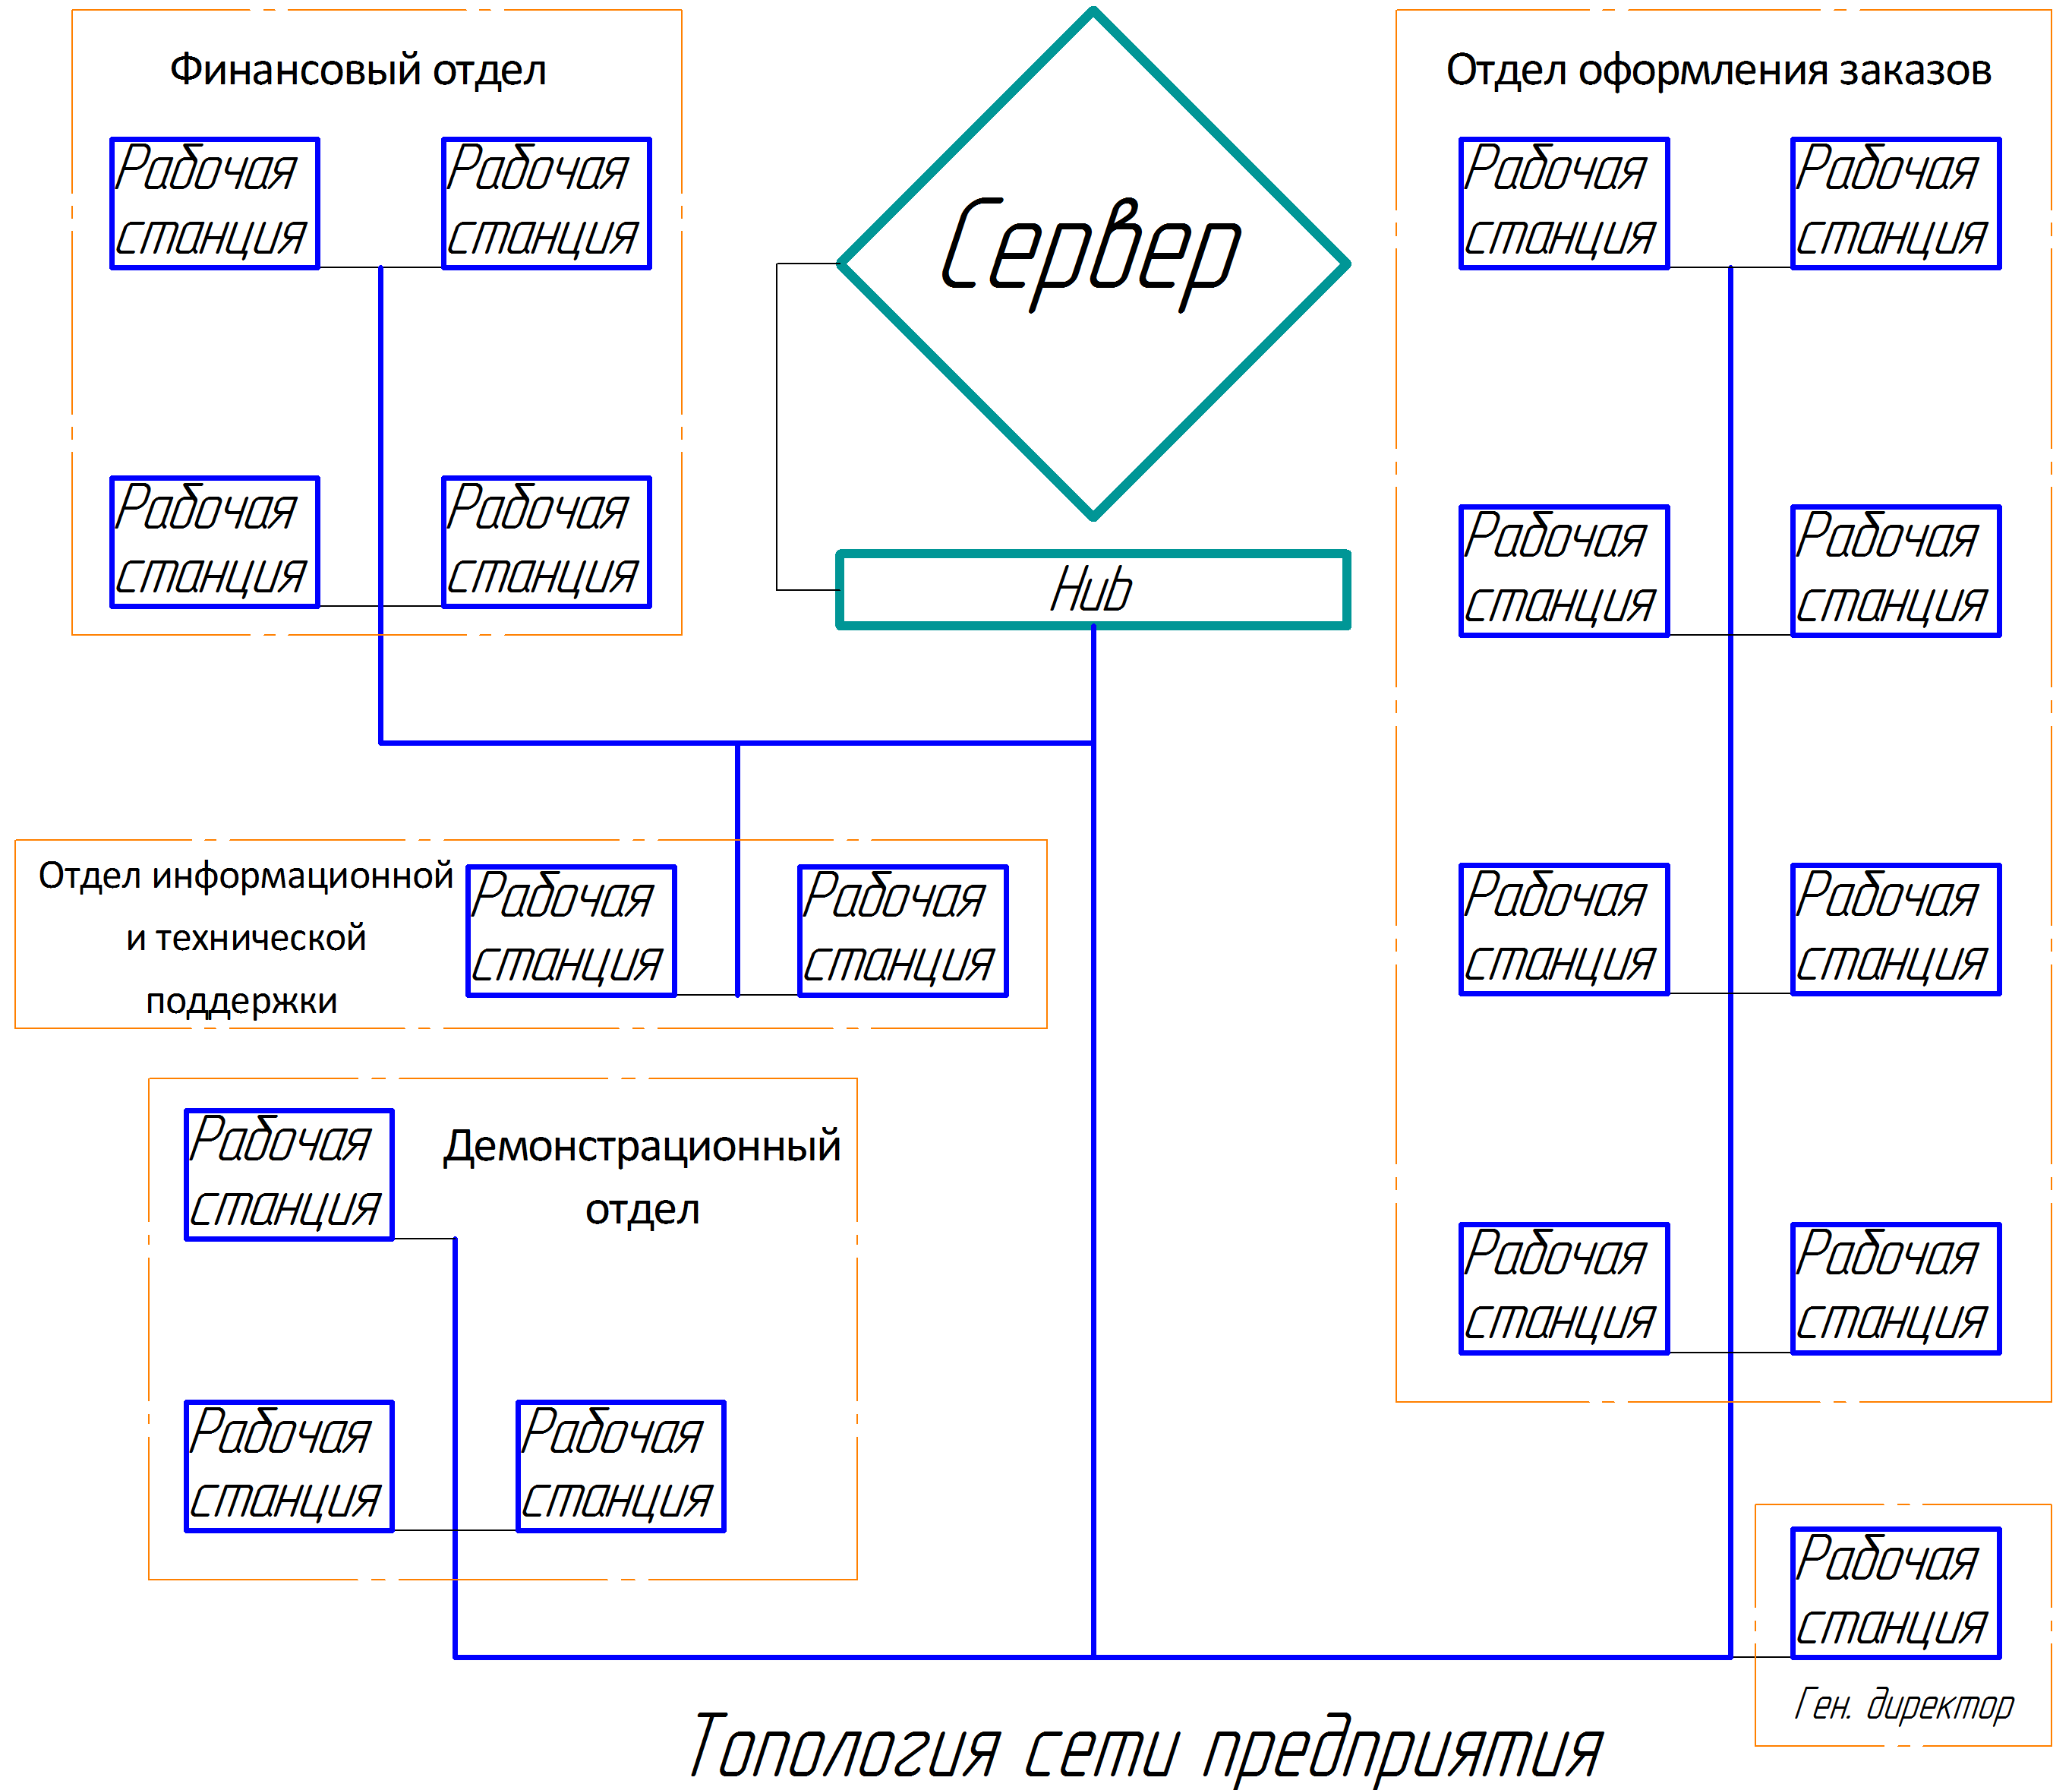 Финансовый отдел
Рабочая
станция
Рабочая
станция
Рабочая
станция
Рабочая
станция
Сервер
Hub
Отдел оформления заказов
Рабочая
станция
Рабочая
станция
Рабочая
станция
Рабочая
станция
Рабочая
станция
Рабочая
станция
Рабочая
станция
Рабочая
станция
Отдел информационной
и технической
поддержки
Рабочая
станция
Рабочая
станция
Рабочая
станция
Демонстрационный
отдел
Рабочая
станция
Рабочая
станция
Рабочая
станция
Ген. директор
Топология сети предприятия